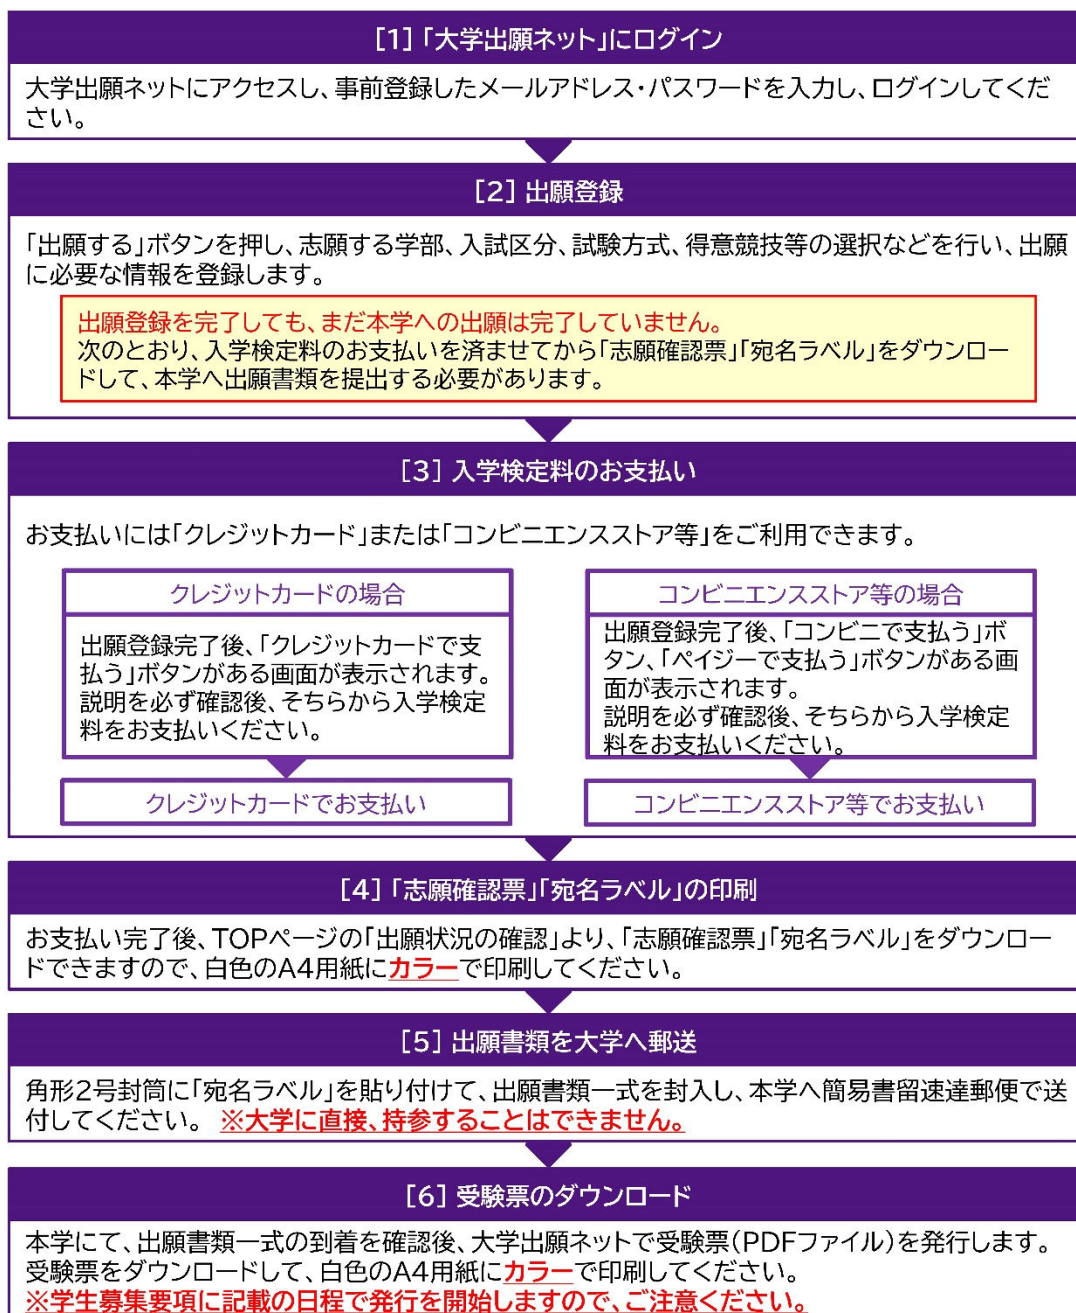 [1]「大学出願ネット」にログイン
大学出願ネットにアクセスし、事前登録したメールアドレス・パスワードを入力し、ログインしてくだ
さい。
[2] 出願登録
「出願する」ボタンを押し、志願する学部、入試区分、試験方式、得意競技等の選択などを行い、出願
に必要な情報を登録します。
出願登録を完了しても、まだ本学への出願は完了していません。
次のとおり、入学検定料のお支払いを済ませてから「志願確認票」「宛名ラベル」をダウンロー
ドして、本学へ出願書類を提出する必要があります。
[3] 入学検定料のお支払い
お支払いには「クレジットカード」または「コンビニエンスストア等」をご利用できます。
クレジットカードの場合
出願登録完了後、「クレジットカードで支
払う」ボタンがある画面が表示されます。
説明を必ず確認後、そちらから入学検定
料をお支払いください。
クレジットカードでお支払い
コンビニエンスストア等の場合
出願登録完了後、「コンビニで支払う」ボ
タン、「ペイジーで支払う」ボタンがある画
面が表示されます。
説明を必ず確認後、そちらから入学検定
料をお支払いください。
コンビニエンスストア等でお支払い
[4]「志願確認票」「宛名ラベル」の印刷
お支払い完了後、TOPページの「出願状況の確認」より、「志願確認票」「宛名ラベル」をダウンロー
ドできますので、白色のA4用紙にカラーで印刷してください。
[5] 出願書類を大学へ郵送
角形2号封筒に「宛名ラベル」を貼り付けて、出願書類一式を封入し、本学へ簡易書留速達郵便で送
付してください。 ※大学に直接、持参することはできません。
[6] 受験票のダウンロード
本学にて、出願書類一式の到着を確認後、大学出願ネットで受験票(PDFファイル)を発行します。
受験票をダウンロードして、白色のA4用紙にカラーで印刷してください。
※学生募集要項に記載の日程で発行を開始しますので、ご注意ください。